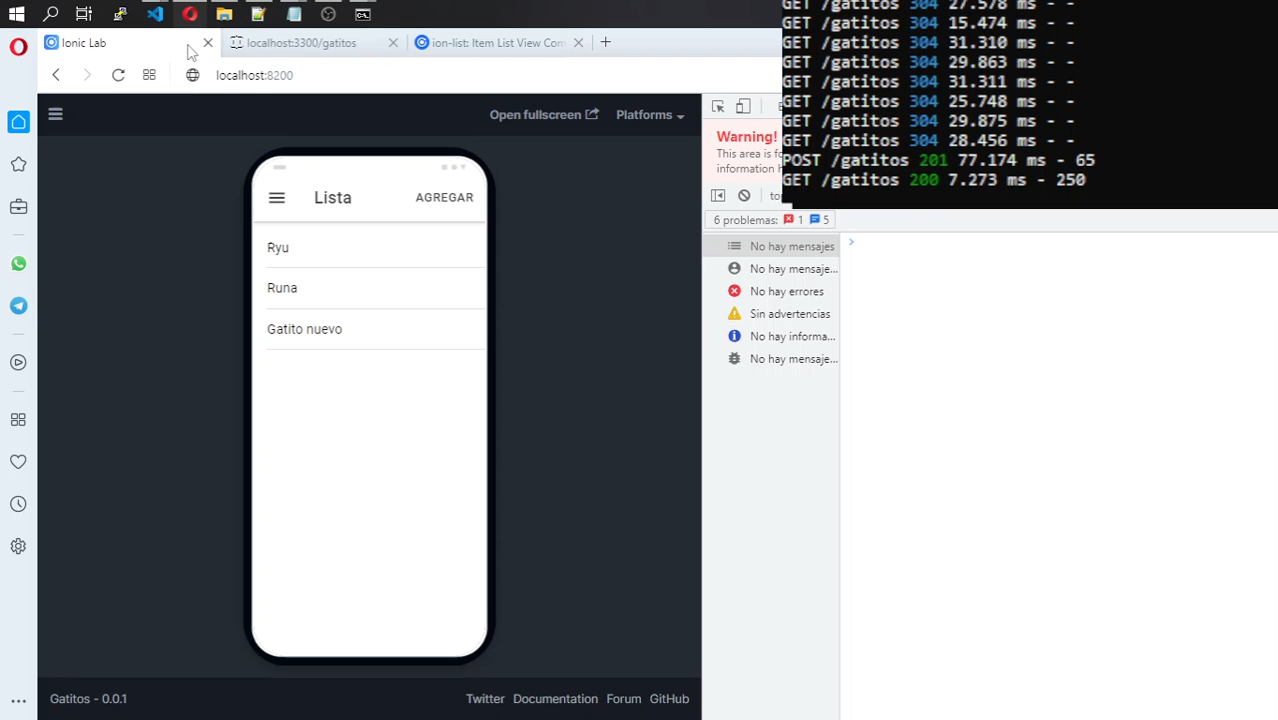 GET /gatitos 304 27.578 ms - -
GET /gatitos 304 15.474 ms - -
GET /gatitos 304 31.310 ms - -
GET /gatitos 304 29.863 ms - -
GET /gatitos 304 31.311 ms - -
GET /gatitos 304 25.748 ms - -
GET /gatitos 304 29.875 ms - -
GET /gatitos 304 28.456 ms - -
POST /gatitos 201 77.174 ms - 65
GET /gatitos 200 7.273 ms - 250
Ionic Lab
localhost:3300/gatitos
ion-list: Item List View Com
localhost:8200
Open fullscreen
Platforms
Lista
AGREGAR
Ryu
Runa
Gatito nuevo
Warning!
This area is fo
information h
to
6 problemas: 1 5
No hay mensajes
No hay mensaje...
No hay errores
Sin advertencias
No hay informa...
No hay mensaje...
Gatitos - 0.0.1
Twitter Documentation Forum GitHub